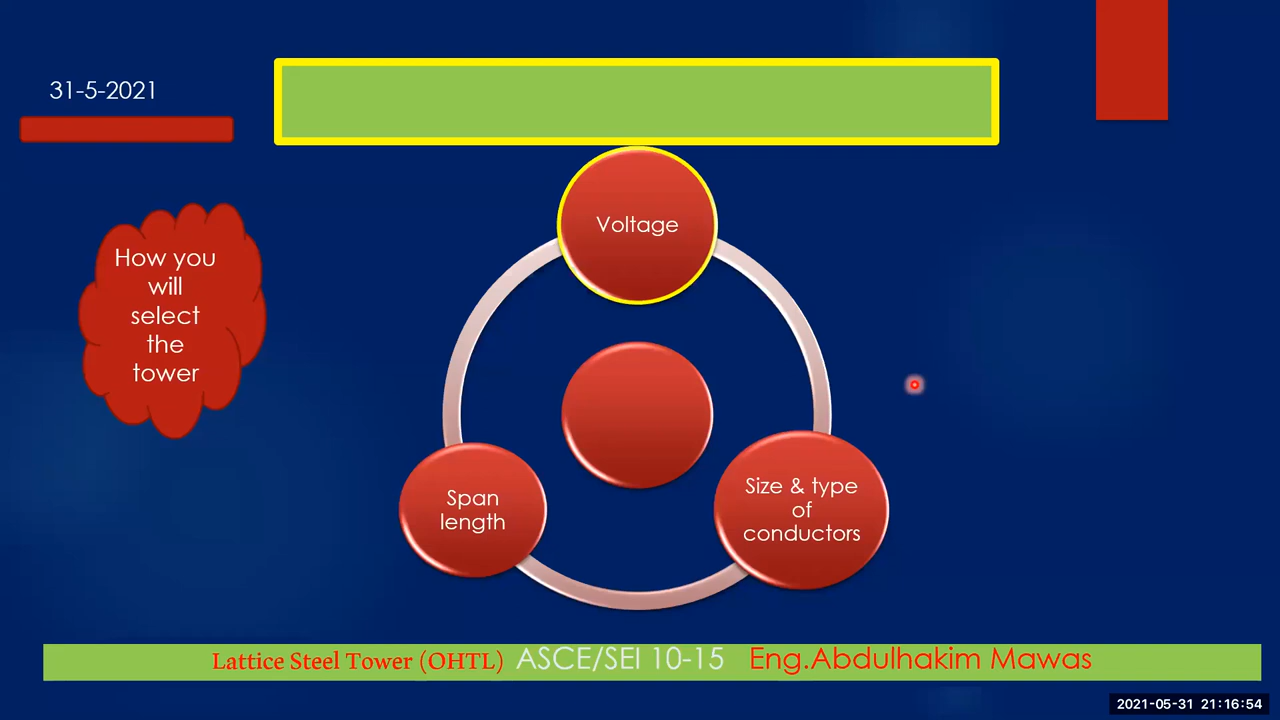 31-5-2021
How you
will
select
the
tower
Voltage
Span
length
Size & type
of
conductors
Lattice Steel Tower (OHTL) ASCE/SEI 10-15 Eng.Abdulhakim Mawas
2021-05-31 21:16:54